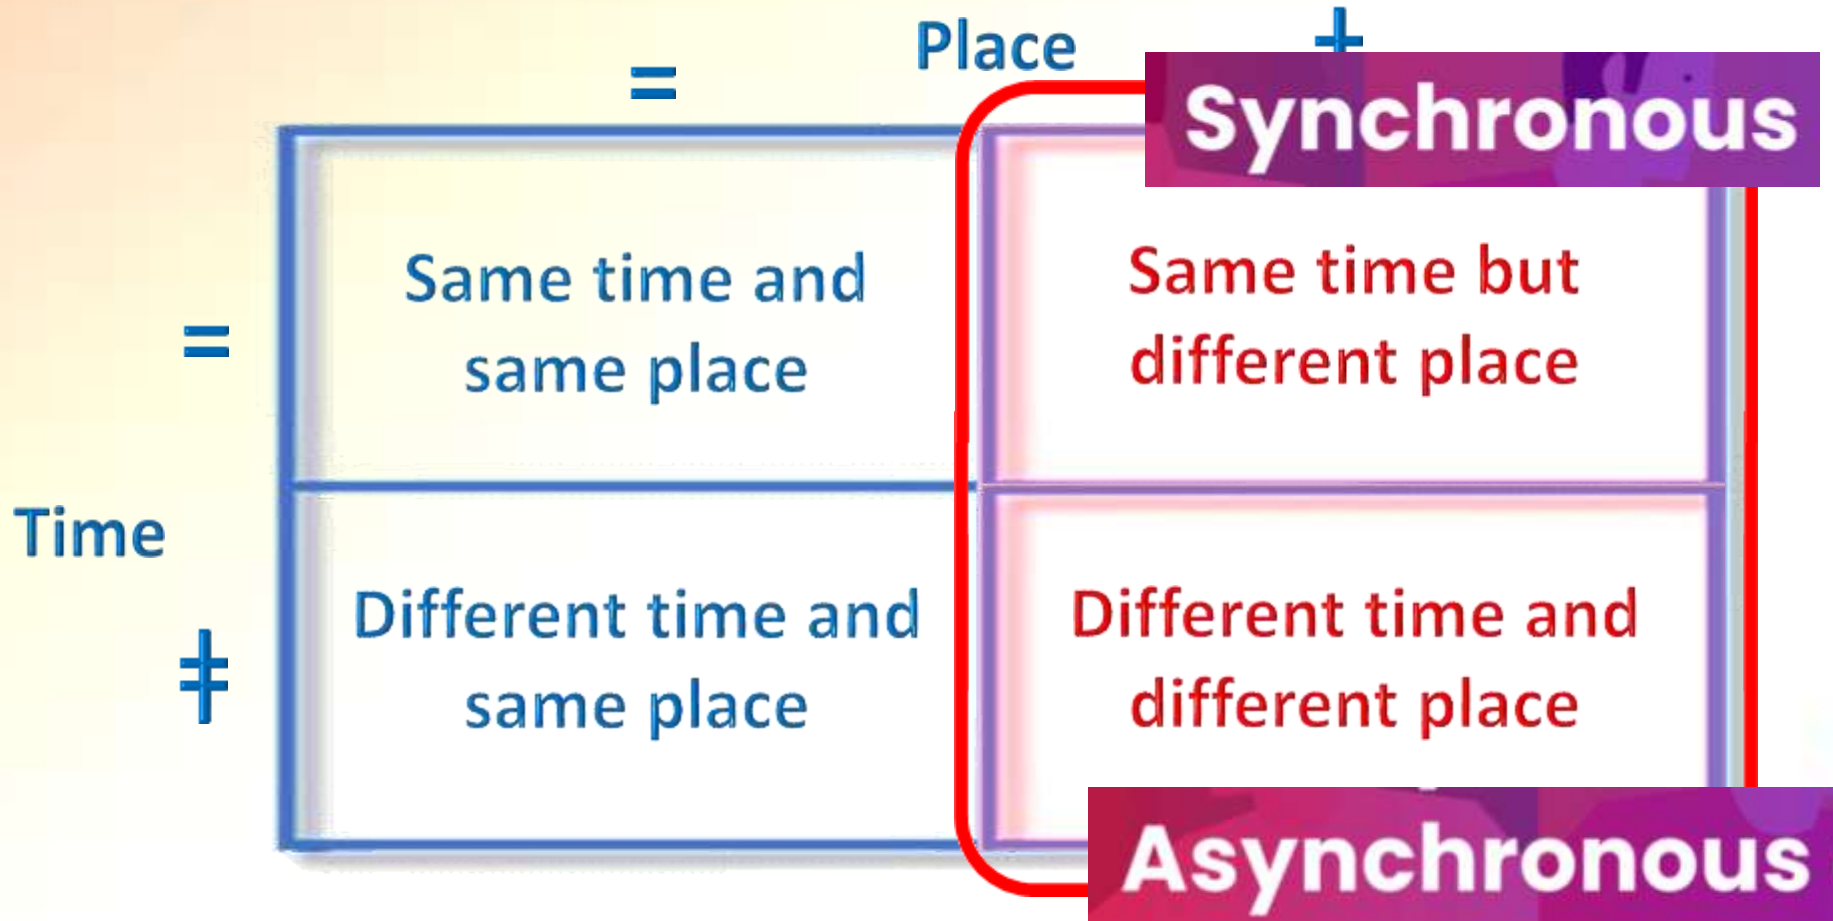 Place
=
≠
Synchronous
Same time and
same place
Same time but
different place
=
Time
≠
Different time and
same place
Different time and
different place
Asynchronous